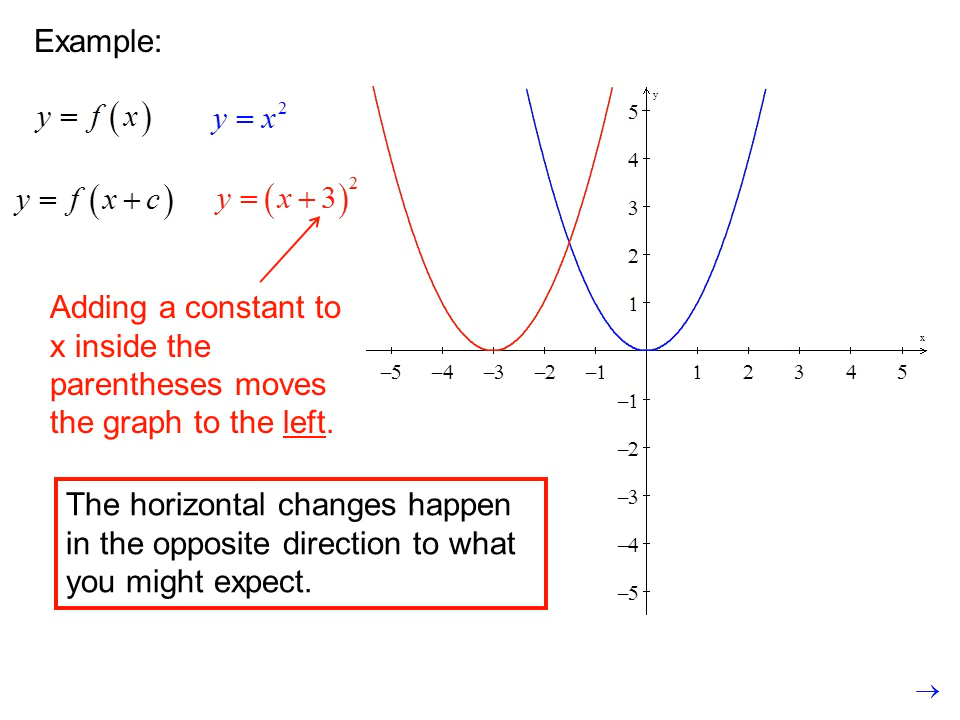 Example:
y = f(x)
y = x²
y = f(x + c)
y = (x + 3)²
Adding a constant to
x inside the
parentheses moves
the graph to the left.
The horizontal changes happen
in the opposite direction to what
you might expect.
y
5
4
3
2
1
x
–5 –4 –3 –2 –1 1 2 3 4 5
–1
–2
–3
–4
–5
→